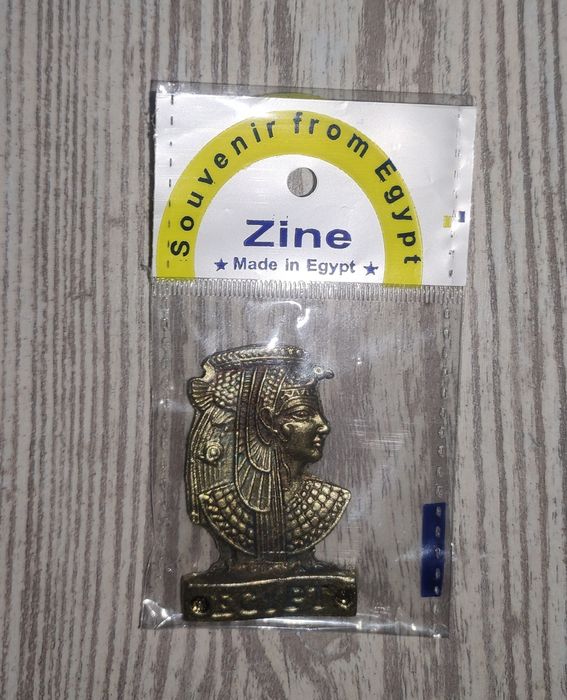 Souvenir from Egypt
Zine
★ Made in Egypt ★
EGYPT